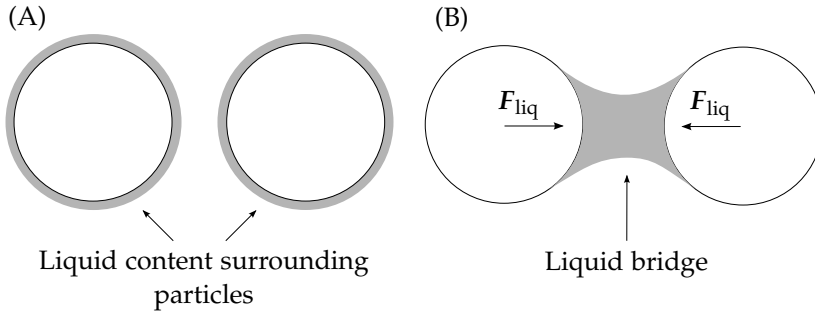 (A)
Liquid content surrounding
particles
(B)
F_liq
F_liq
Liquid bridge